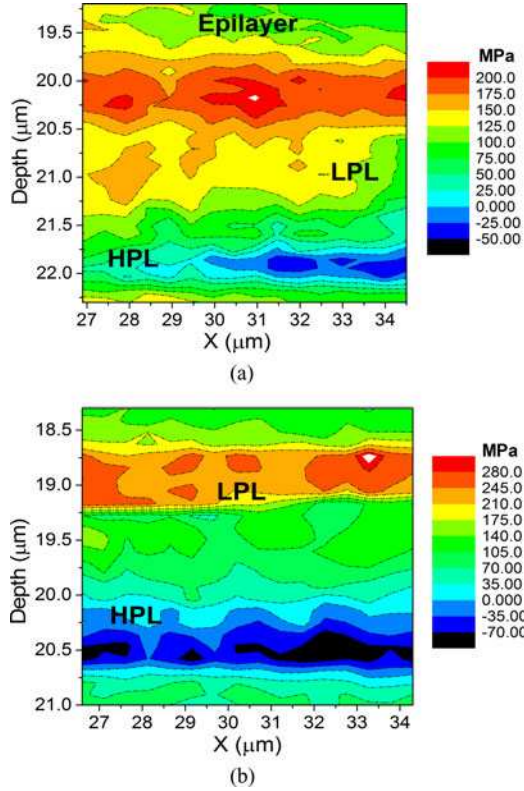 Epilayer
LPL
HPL
Depth (μm)
19.5
20.0
20.5
21.0
21.5
22.0
27 28 29 30 31 32 33 34
X (μm)
MPa
200.0
175.0
150.0
125.0
100.0
75.00
50.00
25.00
0.000
-25.00
-50.00
(a)
LPL
HPL
Depth (μm)
18.5
19.0
19.5
20.0
20.5
21.0
27 28 29 30 31 32 33 34
X (μm)
MPa
280.0
245.0
210.0
175.0
140.0
105.0
70.00
35.00
0.000
-35.00
-70.00
(b)